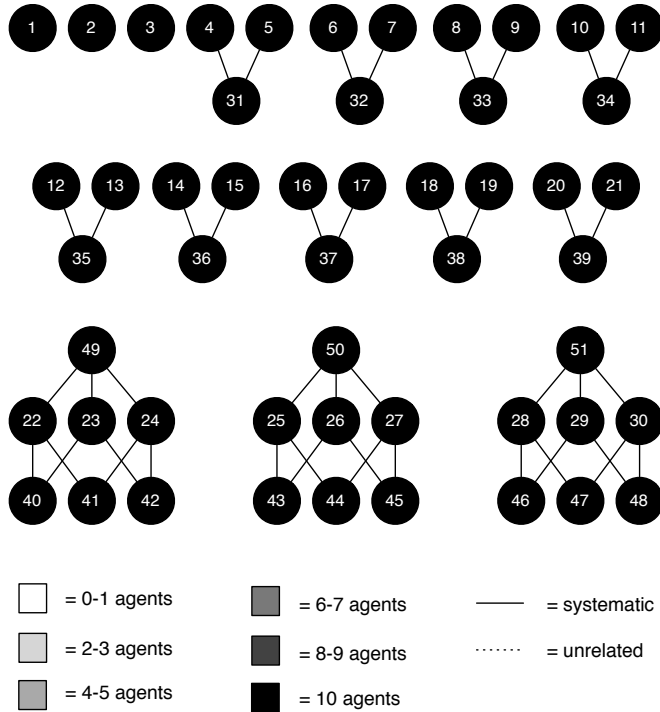 1 2 3 4 5 6 7 8 9 10 11
31 32 33 34
12 13 14 15 16 17 18 19 20 21
35 36 37 38 39
49 50 51
22 23 24 25 26 27 28 29 30
40 41 42 43 44 45 46 47 48
= 0-1 agents = 6-7 agents = systematic
= 2-3 agents = 8-9 agents = unrelated
= 4-5 agents = 10 agents